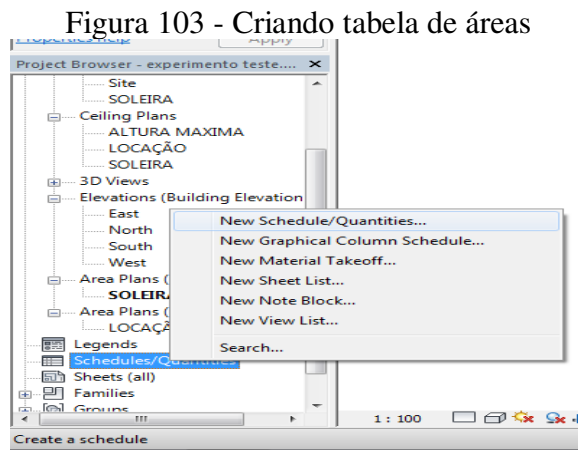 Figura 103 - Criando tabela de áreas
Properties help
Apply
Project Browser - experimento teste....
Site
SOLEIRA
Ceiling Plans
ALTURA MAXIMA
LOCAÇÃO
SOLEIRA
3D Views
Elevations (Building Elevation
East
North
South
West
Area Plans (
SOLEIRA
Area Plans (
LOCAÇÃ
Legends
Schedules/Quantities
Sheets (all)
Families
Groups
New Schedule/Quantities...
New Graphical Column Schedule...
New Material Takeoff...
New Sheet List...
New Note Block...
New View List...
Search...
1 : 100
Create a schedule